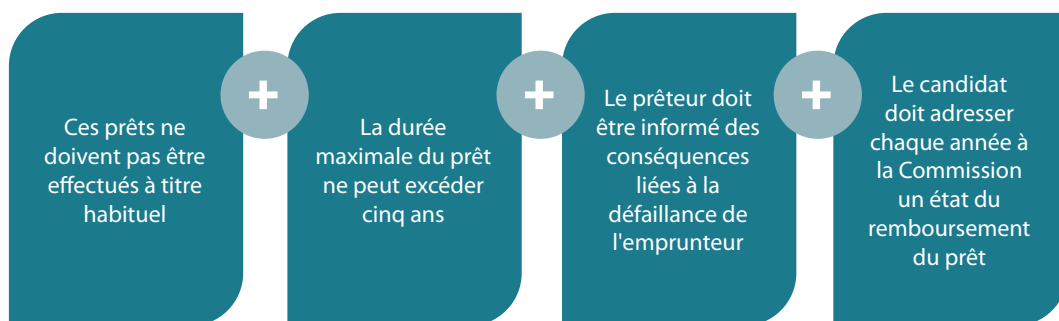 Ces prêts ne
doivent pas être
effectués à titre
habituel
+
La durée
maximale du prêt
ne peut excéder
cinq ans
+
Le prêteur doit
être informé des
conséquences
liées à la
défaillance de
l'emprunteur
+
Le candidat
doit adresser
chaque année à
la Commission
un état du
remboursement
du prêt